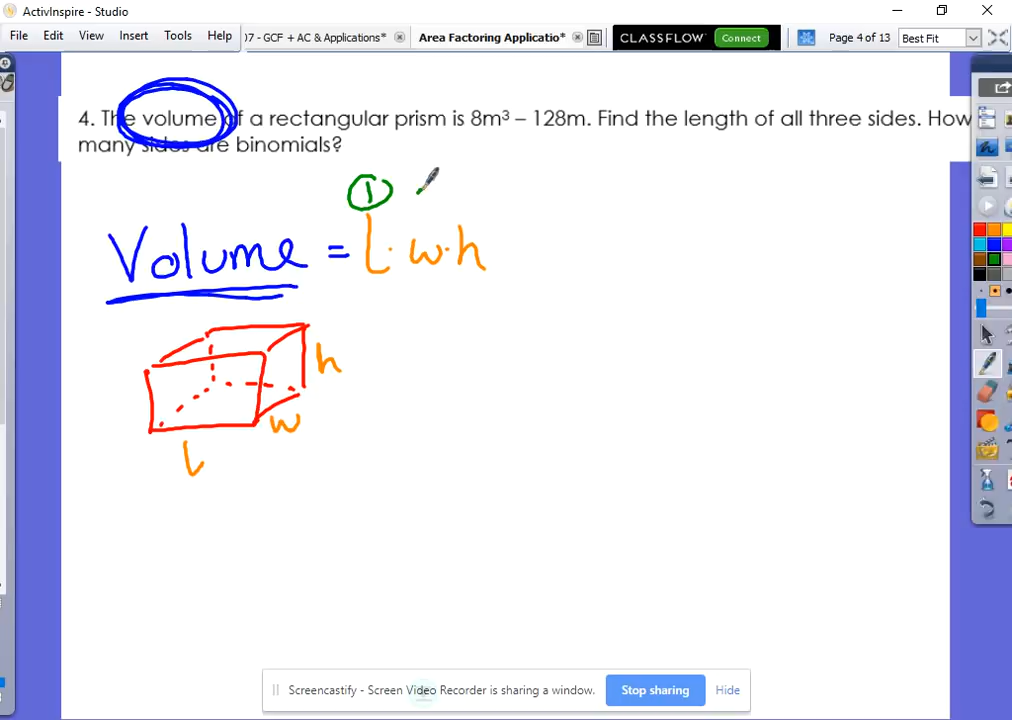 ActivInspire - Studio
File Edit View Insert Tools Help
07 - GCF + AC & Applications* Area Factoring Applicatio* CLASSFLOW Connect Page 4 of 13 Best Fit
4. The volume of a rectangular prism is 8m³ – 128m. Find the length of all three sides. How
many sides are binomials?
1
Volume = l · w · h
h
w
l
Screencastify - Screen Video Recorder is sharing a window. Stop sharing Hide